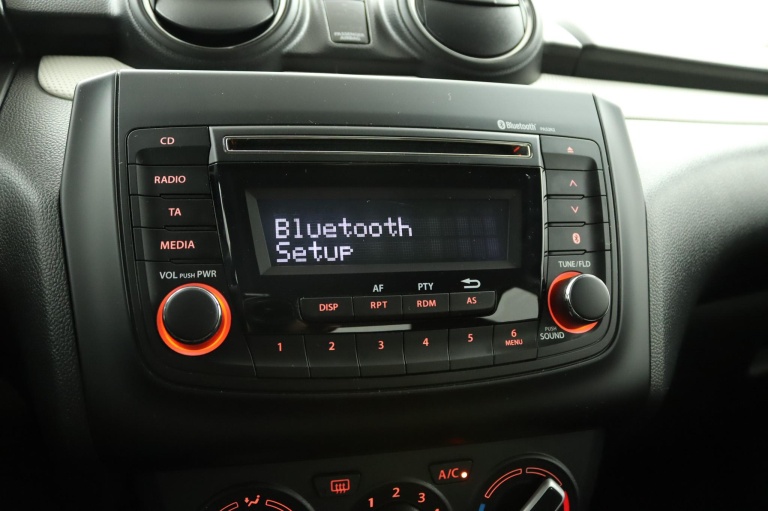 Bluetooth
CD
RADIO
TA
MEDIA
VOL PUSH PWR
Bluetooth
Setup
AF PTY
DISP RPT RDM AS
1 2 3 4 5 6
MENU
TUNE/FLD
PUSH
SOUND
A/C
1 2 3